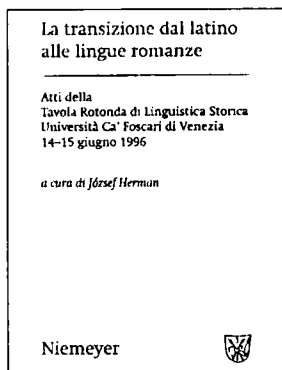 La transizione dal latino
alle lingue romanze
Atti della
Tavola Rotonda di Linguistica Storica
Università Ca' Foscari di Venezia
14–15 giugno 1996
a cura di József Herman
Niemeyer